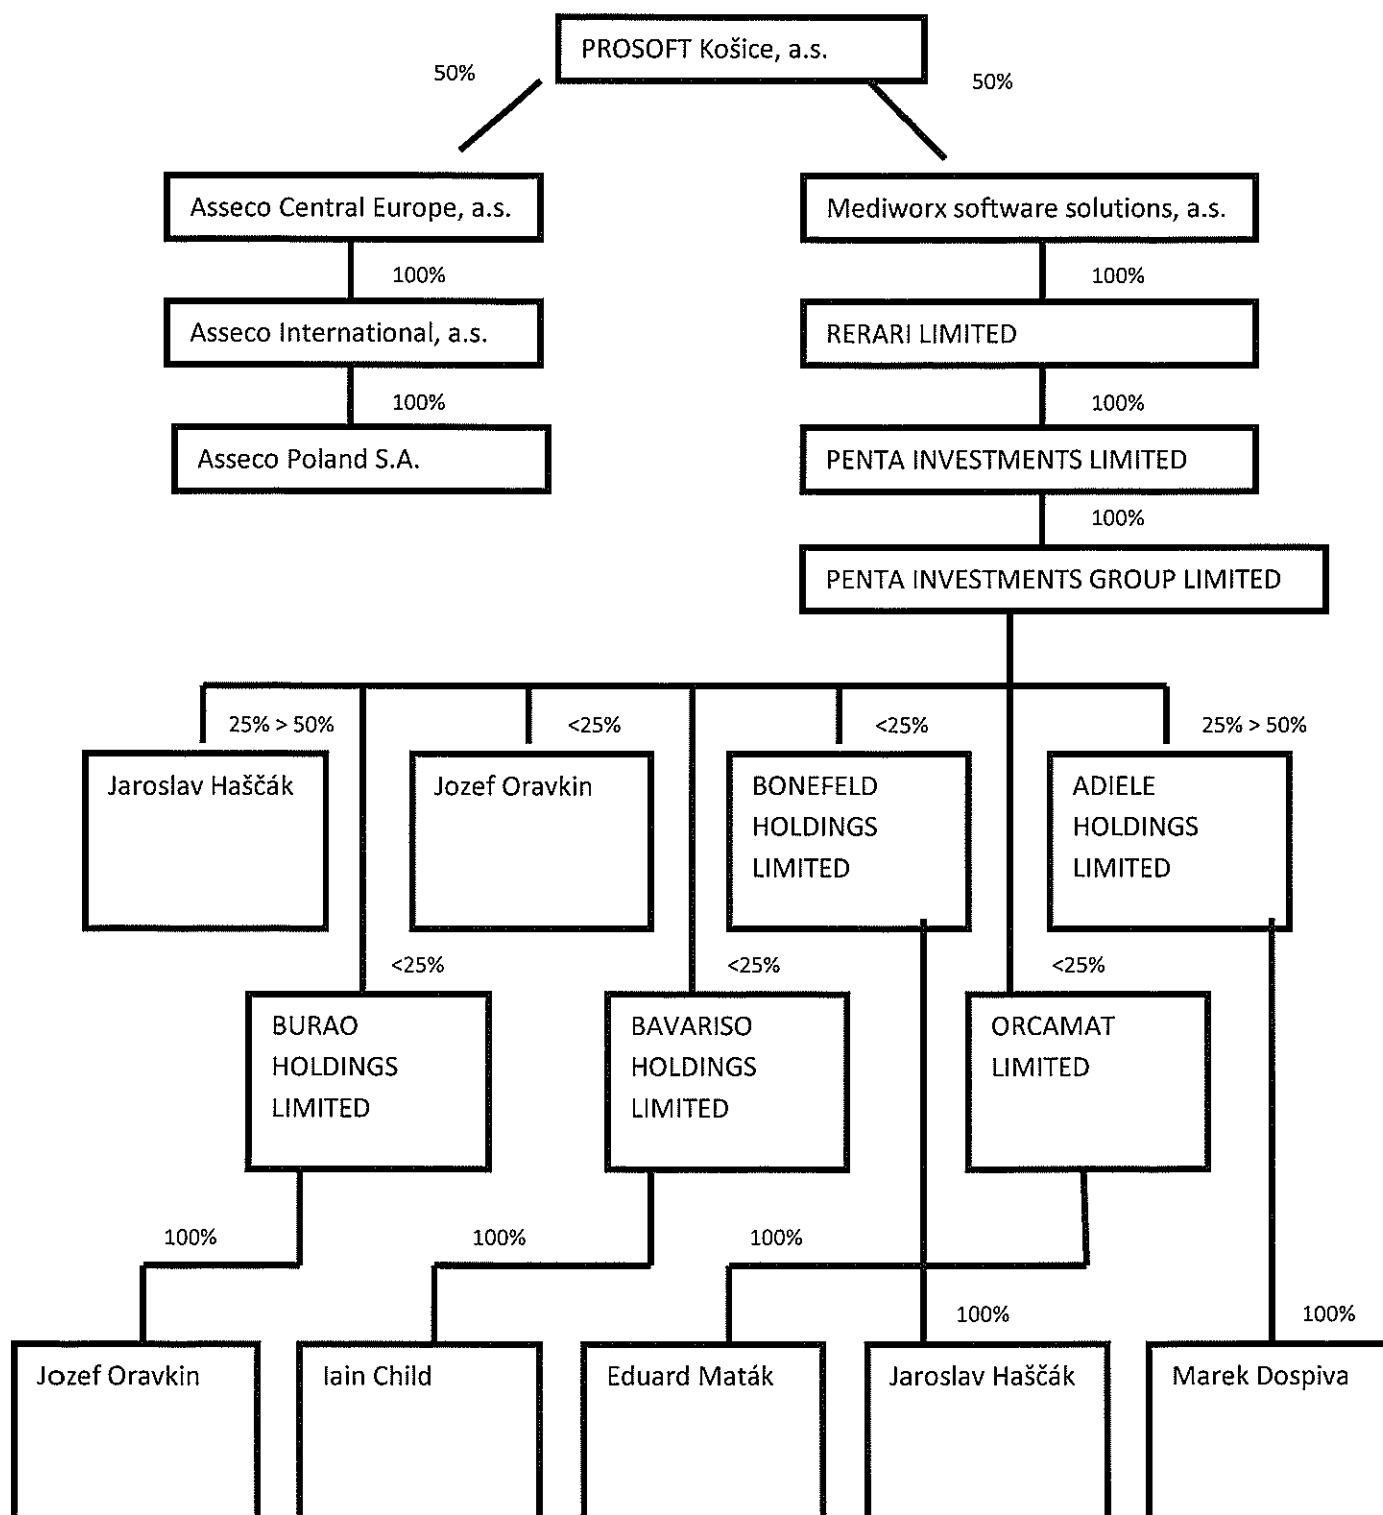 PROSOFT Košice, a.s.
50%
50%
Asseco Central Europe, a.s.
Mediworx software solutions, a.s.
100%
100%
Asseco International, a.s.
RERARI LIMITED
100%
100%
Asseco Poland S.A.
PENTA INVESTMENTS LIMITED
100%
PENTA INVESTMENTS GROUP LIMITED
25% > 50%
<25%
<25%
25% > 50%
Jaroslav Haščák
Jozef Oravkin
BONEFELD
HOLDINGS
LIMITED
ADIELE
HOLDINGS
LIMITED
<25%
<25%
<25%
BURAO
HOLDINGS
LIMITED
BAVARISO
HOLDINGS
LIMITED
ORCAMAT
LIMITED
100%
100%
100%
100%
100%
Jozef Oravkin
Iain Child
Eduard Maták
Jaroslav Haščák
Marek Dospiva